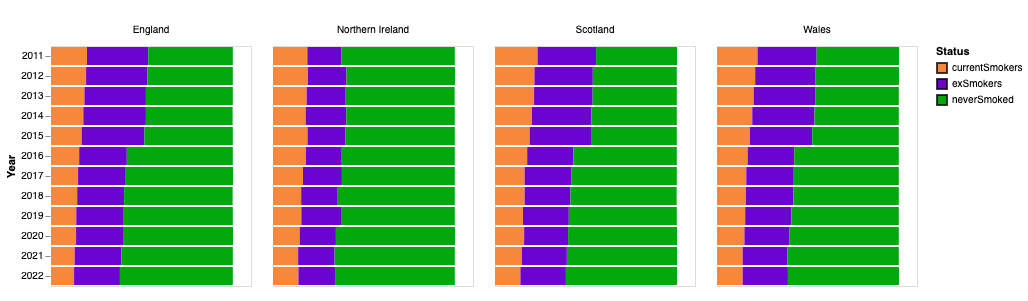 England
Northern Ireland
Scotland
Wales
Year
2011
2012
2013
2014
2015
2016
2017
2018
2019
2020
2021
2022
Status
currentSmokers
exSmokers
neverSmoked